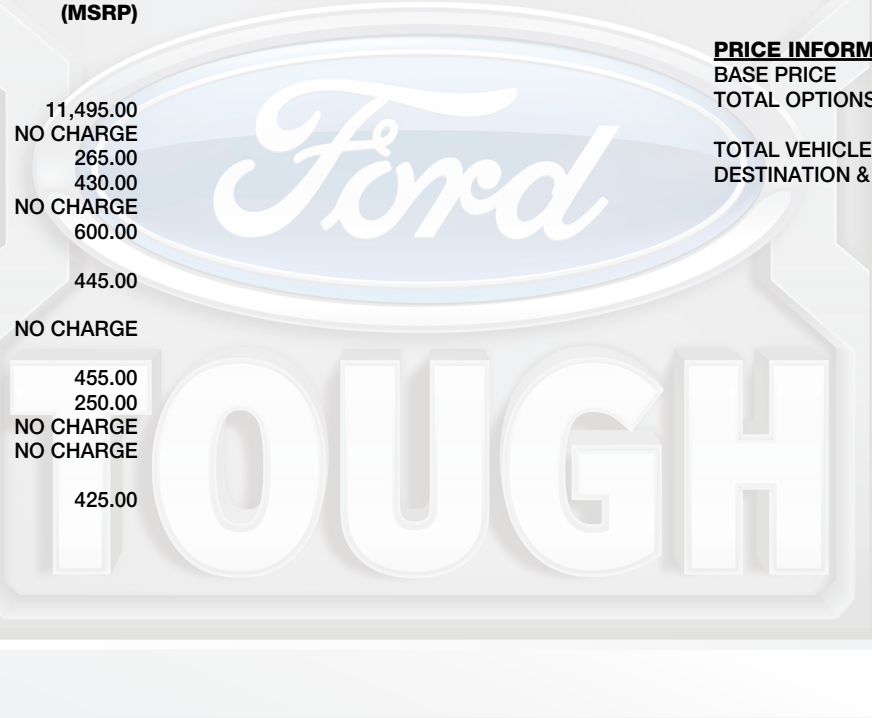 (MSRP)
11,495.00
NO CHARGE
265.00
430.00
NO CHARGE
600.00
445.00
NO CHARGE
455.00
250.00
NO CHARGE
NO CHARGE
425.00
PRICE INFORM
BASE PRICE
TOTAL OPTIONS
TOTAL VEHICLE
DESTINATION &
Ford
TOUGH